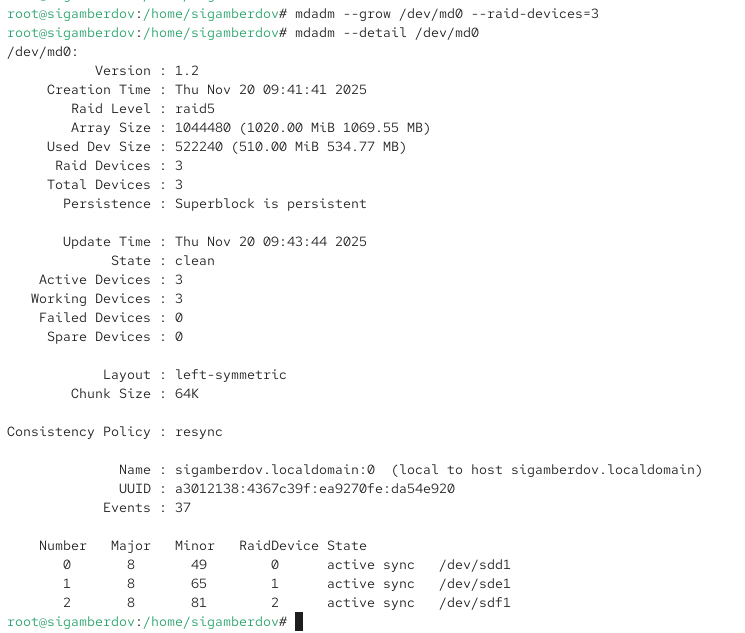 root@sigamberdov:/home/sigamberdov# mdadm --grow /dev/md0 --raid-devices=3
root@sigamberdov:/home/sigamberdov# mdadm --detail /dev/md0
/dev/md0:
           Version : 1.2
     Creation Time : Thu Nov 20 09:41:41 2025
        Raid Level : raid5
        Array Size : 1044480 (1020.00 MiB 1069.55 MB)
     Used Dev Size : 522240 (510.00 MiB 534.77 MB)
      Raid Devices : 3
     Total Devices : 3
       Persistence : Superblock is persistent

       Update Time : Thu Nov 20 09:43:44 2025
             State : clean
    Active Devices : 3
   Working Devices : 3
    Failed Devices : 0
     Spare Devices : 0

            Layout : left-symmetric
        Chunk Size : 64K

Consistency Policy : resync

              Name : sigamberdov.localdomain:0  (local to host sigamberdov.localdomain)
              UUID : a3012138:4367c39f:ea9270fe:da54e920
            Events : 37

    Number   Major   Minor   RaidDevice State
       0       8       49        0      active sync   /dev/sdd1
       1       8       65        1      active sync   /dev/sde1
       2       8       81        2      active sync   /dev/sdf1
root@sigamberdov:/home/sigamberdov#